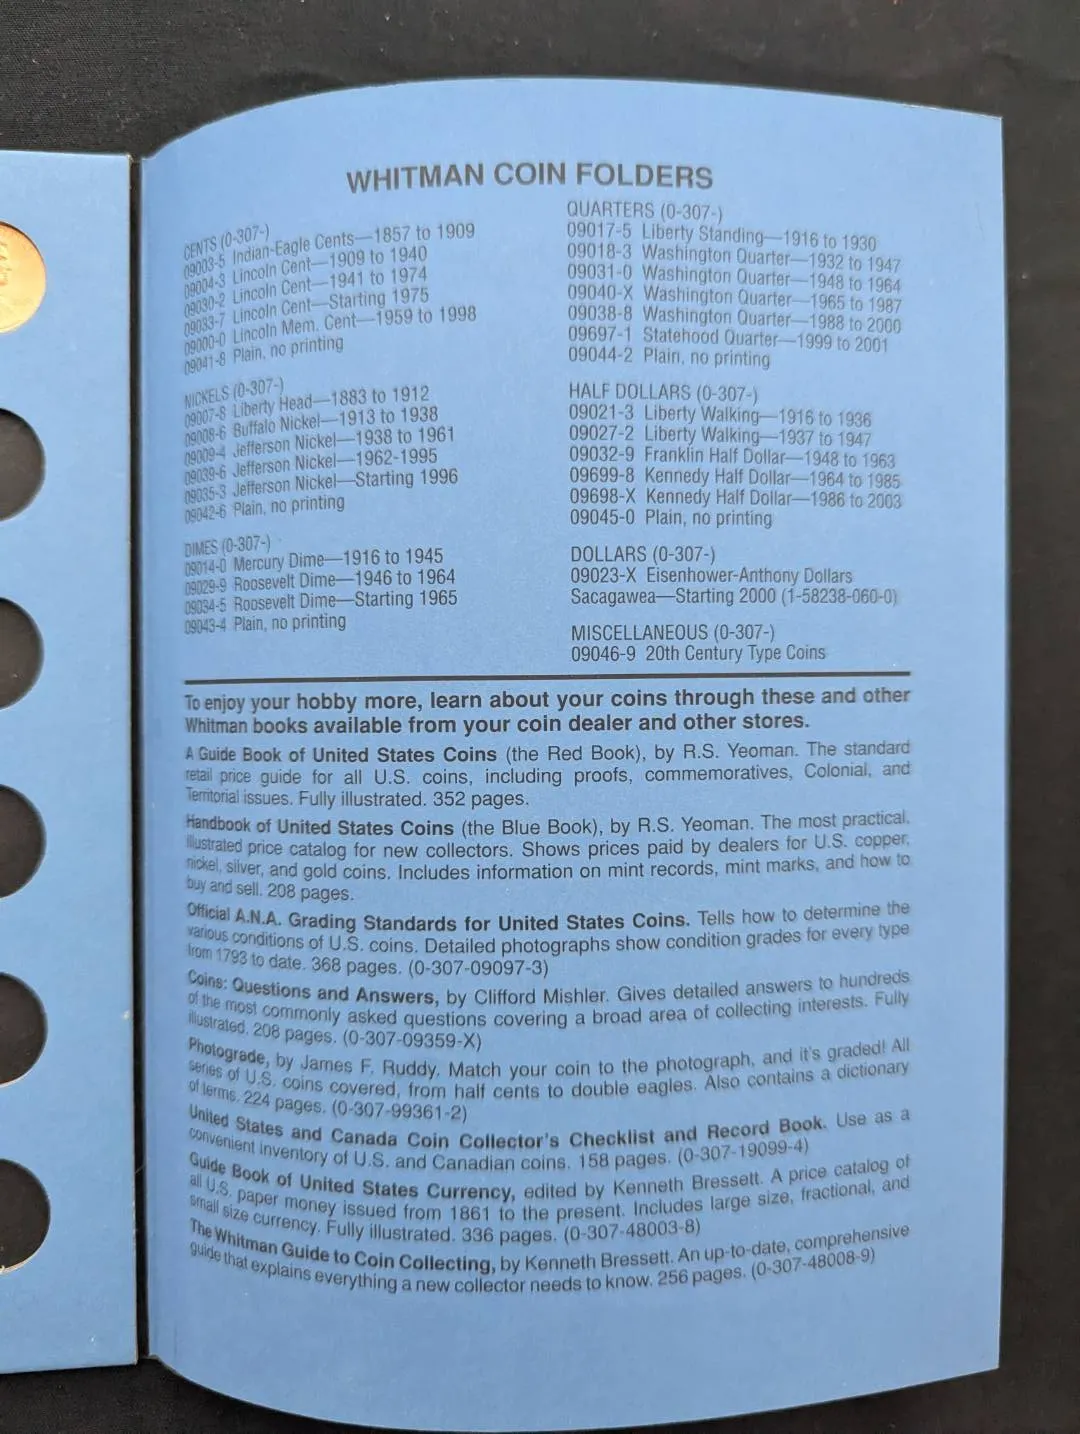 WHITMAN COIN FOLDERS
CENTS (0-307-)
09003-5 Indian-Eagle Cents—1857 to 1909
09004-3 Lincoln Cent—1909 to 1940
09030-2 Lincoln Cent—1941 to 1974
09033-7 Lincoln Cent—Starting 1975
09000-0 Lincoln Mem. Cent—1959 to 1998
09041-8 Plain, no printing
NICKELS (0-307-)
09007-8 Liberty Head—1883 to 1912
09008-6 Buffalo Nickel—1913 to 1938
09009-4 Jefferson Nickel—1938 to 1961
09039-6 Jefferson Nickel—1962-1995
09035-3 Jefferson Nickel—Starting 1996
09042-6 Plain, no printing
DIMES (0-307-)
09014-0 Mercury Dime—1916 to 1945
09029-9 Roosevelt Dime—1946 to 1964
09034-5 Roosevelt Dime—Starting 1965
09043-4 Plain, no printing
QUARTERS (0-307-)
09017-5 Liberty Standing—1916 to 1930
09018-3 Washington Quarter—1932 to 1947
09031-0 Washington Quarter—1948 to 1964
09040-X Washington Quarter—1965 to 1987
09038-8 Washington Quarter—1988 to 2000
09697-1 Statehood Quarter—1999 to 2001
09044-2 Plain, no printing
HALF DOLLARS (0-307-)
09021-3 Liberty Walking—1916 to 1936
09027-2 Liberty Walking—1937 to 1947
09032-9 Franklin Half Dollar—1948 to 1963
09699-8 Kennedy Half Dollar—1964 to 1985
09698-X Kennedy Half Dollar—1986 to 2003
09045-0 Plain, no printing
DOLLARS (0-307-)
09023-X Eisenhower-Anthony Dollars
Sacagawea—Starting 2000 (1-58238-060-0)
MISCELLANEOUS (0-307-)
09046-9 20th Century Type Coins
To enjoy your hobby more, learn about your coins through these and other
Whitman books available from your coin dealer and other stores.
A Guide Book of United States Coins (the Red Book), by R.S. Yeoman. The standard
retail price guide for all U.S. coins, including proofs, commemoratives, Colonial, and
Territorial issues. Fully illustrated. 352 pages.
Handbook of United States Coins (the Blue Book), by R.S. Yeoman. The most practical,
illustrated price catalog for new collectors. Shows prices paid by dealers for U.S. copper,
nickel, silver, and gold coins. Includes information on mint records, mint marks, and how to
buy and sell. 208 pages.
Official A.N.A. Grading Standards for United States Coins. Tells how to determine the
various conditions of U.S. coins. Detailed photographs show condition grades for every type
from 1793 to date. 368 pages. (0-307-09097-3)
Coins: Questions and Answers, by Clifford Mishler. Gives detailed answers to hundreds
of the most commonly asked questions covering a broad area of collecting interests. Fully
illustrated. 208 pages. (0-307-09359-X)
Photograde, by James F. Ruddy. Match your coin to the photograph, and it's graded! All
series of U.S. coins covered, from half cents to double eagles. Also contains a dictionary
of terms. 224 pages. (0-307-99361-2)
United States and Canada Coin Collector's Checklist and Record Book. Use as a
convenient inventory of U.S. and Canadian coins. 158 pages. (0-307-19099-4)
Guide Book of United States Currency, edited by Kenneth Bressett. A price catalog of
all U.S. paper money issued from 1861 to the present. Includes large size, fractional, and
small size currency. Fully illustrated. 336 pages. (0-307-48003-8)
The Whitman Guide to Coin Collecting, by Kenneth Bressett. An up-to-date, comprehensive
guide that explains everything a new collector needs to know. 256 pages. (0-307-48008-9)